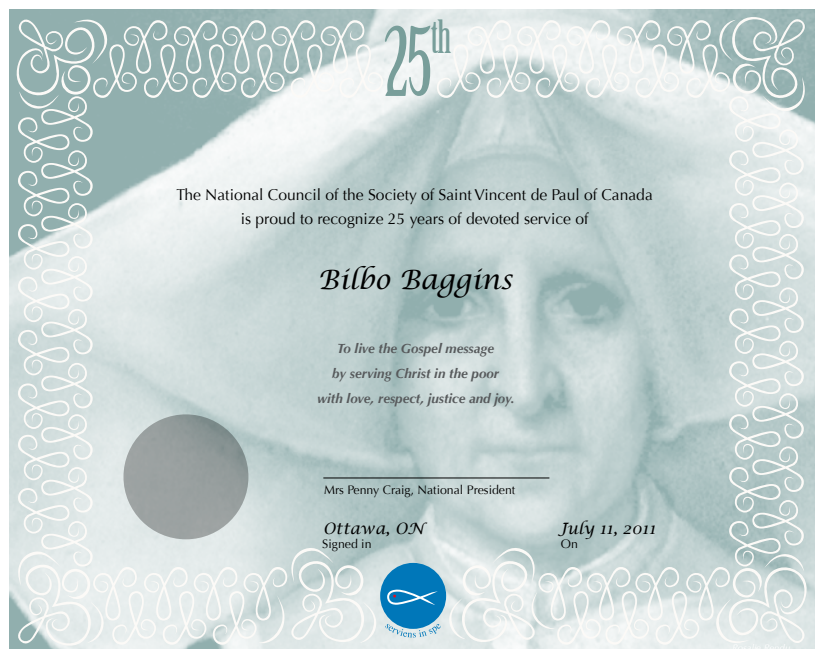 25th
The National Council of the Society of Saint Vincent de Paul of Canada
is proud to recognize 25 years of devoted service of
Bilbo Baggins
To live the Gospel message
by serving Christ in the poor
with love, respect, justice and joy.
Mrs Penny Craig, National President
Ottawa, ON July 11, 2011
Signed in On
serviens in spe